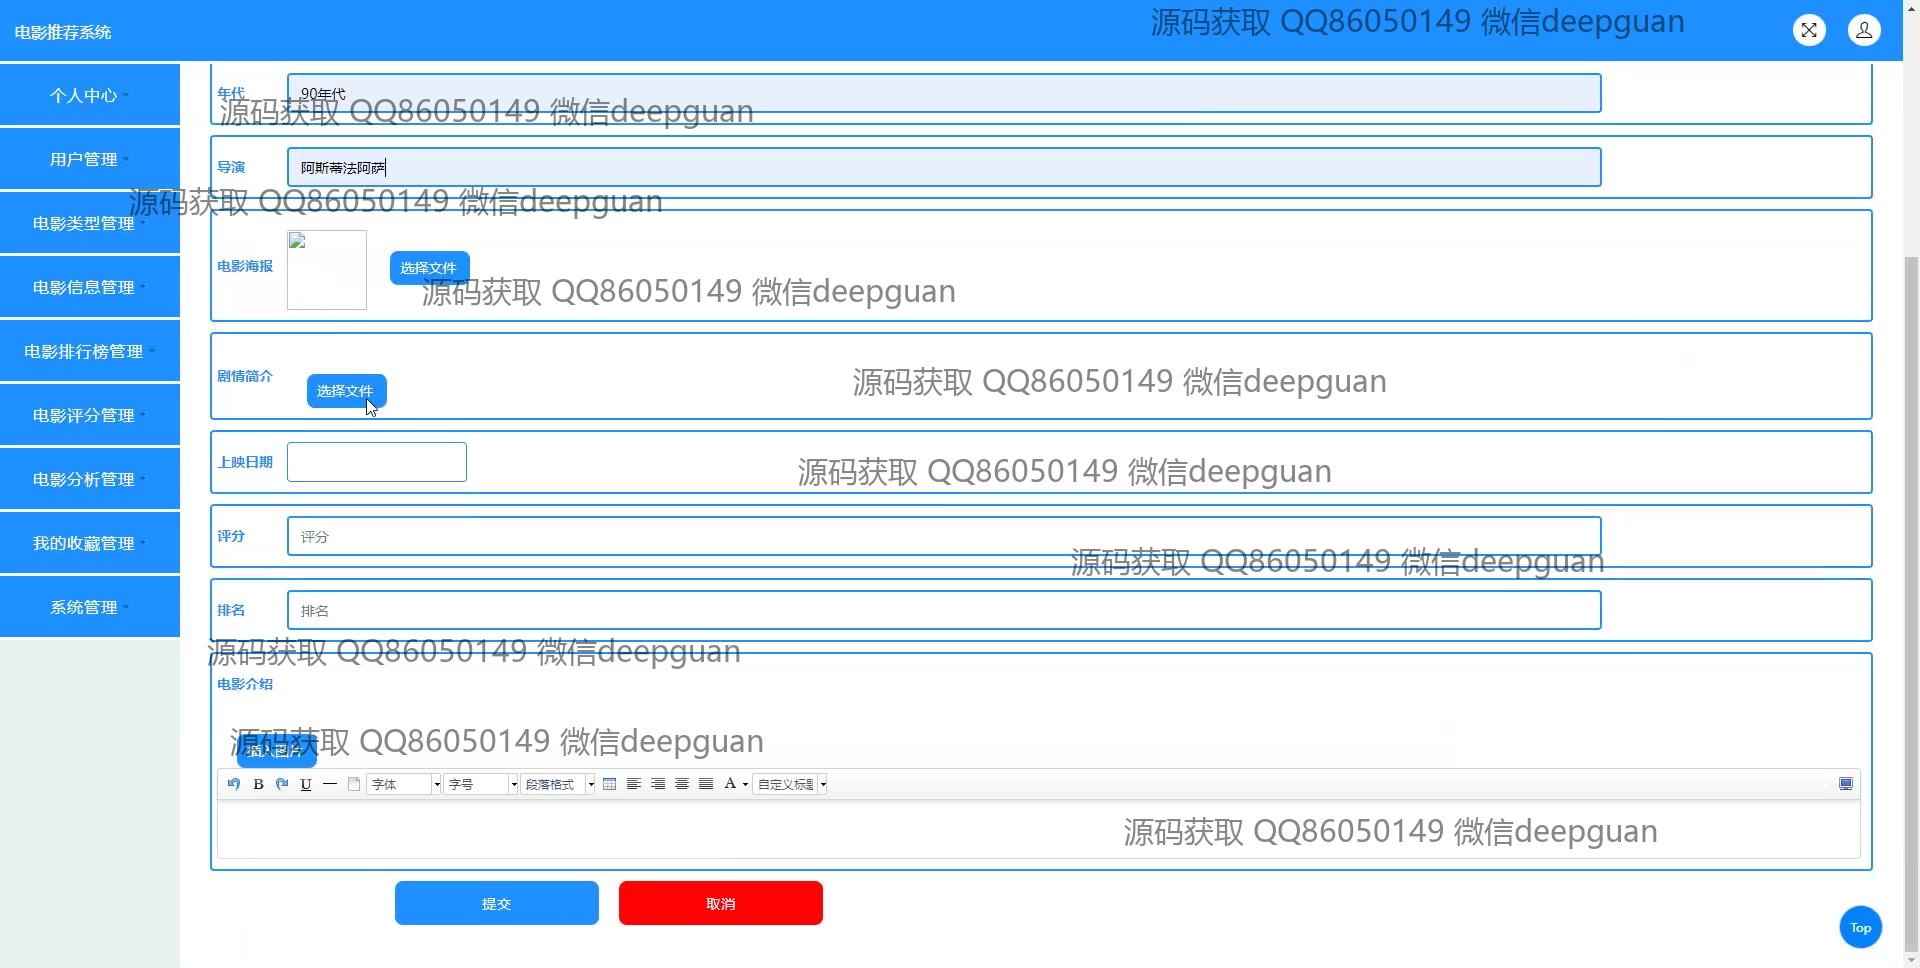 电影推荐系统
源码获取 QQ86050149 微信deepguan
个人中心
年代
90年代
源码获取 QQ86050149 微信deepguan
用户管理
导演
阿斯蒂法阿萨
源码获取 QQ86050149 微信deepguan
电影类型管理
电影海报
选择文件
电影信息管理
源码获取 QQ86050149 微信deepguan
电影排行榜管理
剧情简介
选择文件
源码获取 QQ86050149 微信deepguan
电影评分管理
上映日期
源码获取 QQ86050149 微信deepguan
电影分析管理
评分
评分
我的收藏管理
源码获取 QQ86050149 微信deepguan
排名
排名
系统管理
源码获取 QQ86050149 微信deepguan
电影介绍
源码获取 QQ86050149 微信deepguan
插入图片
B U 字体 字号 段落格式 A 自定义标题
源码获取 QQ86050149 微信deepguan
提交
取消
Top